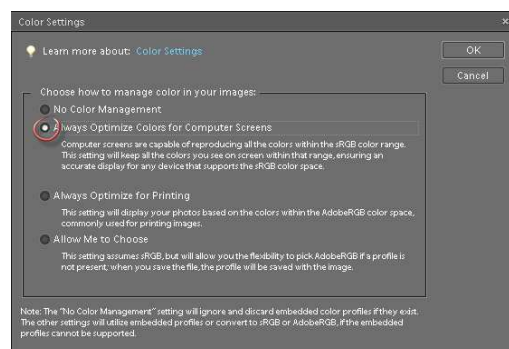 Color Settings
Learn more about: Color Settings
OK
Cancel
Choose how to manage color in your images:
No Color Management
Always Optimize Colors for Computer Screens
Computer screens are capable of reproducing all the colors within the sRGB color range.
This setting will keep all the colors you see on screen within that range, ensuring an
accurate display for any device that supports the sRGB color space.
Always Optimize for Printing
This setting will display your photos based on the colors within the AdobeRGB color space,
commonly used for printing images.
Allow Me to Choose
This setting assumes sRGB, but will allow you the flexibility to pick AdobeRGB if a profile is
not present, when you save the file, the profile will be saved with the image.
Note: The "No Color Management" setting will ignore and discard embedded color profiles if they exist.
The other settings will utilize embedded profiles or convert to sRGB or AdobeRGB, if the embedded
profiles cannot be supported.